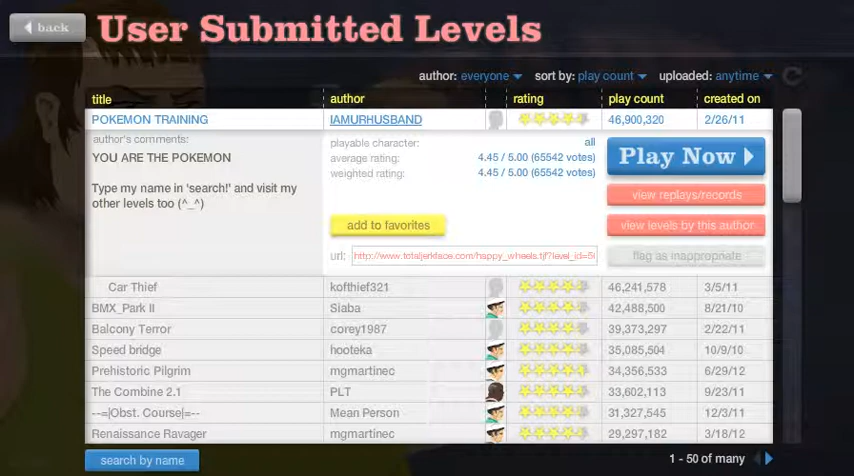 back
User Submitted Levels
author: everyone sort by: play count uploaded: anytime
title author rating play count created on
POKEMON TRAINING IAMURHUSBAND 46,900,320 2/26/11
author's comments:
YOU ARE THE POKEMON
Type my name in 'search!' and visit my
other levels too (^_^)
playable character: all
average rating: 4.45 / 5.00 (65542 votes)
weighted rating: 4.45 / 5.00 (65542 votes)
add to favorites
url: http://www.totaljerkface.com/happy_wheels.tjf?level_id=5
Play Now
view replays/records
view levels by this author
flag as inappropriate
Car Thief kofthief321 46,241,578 3/5/11
BMX_Park II Siaba 42,488,500 8/21/10
Balcony Terror corey1987 39,373,297 2/22/11
Speed bridge hooteka 35,085,504 10/9/10
Prehistoric Pilgrim mgmartinec 34,356,533 6/29/12
The Combine 2.1 PLT 33,602,113 9/23/11
--=|Obst. Course|=-- Mean Person 31,327,545 12/3/11
Renaissance Ravager mgmartinec 29,297,182 3/18/12
search by name
1 - 50 of many